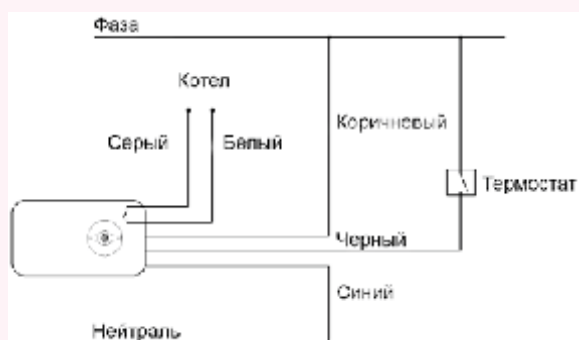 Фаза
Котел
Серый
Белый
Коричневый
Термостат
Черный
Синий
Нейтраль